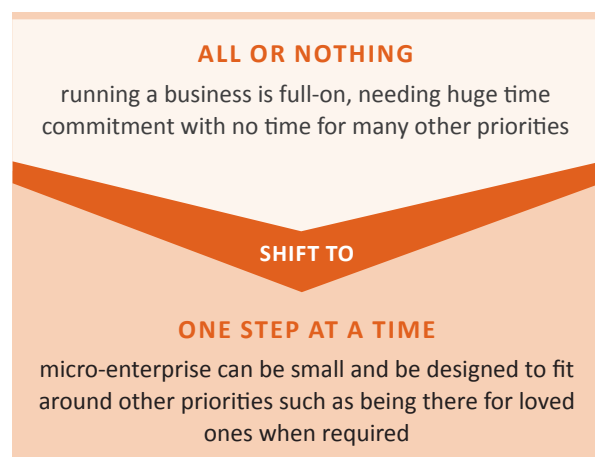 ALL OR NOTHING
running a business is full-on, needing huge time
commitment with no time for many other priorities
SHIFT TO
ONE STEP AT A TIME
micro-enterprise can be small and be designed to fit
around other priorities such as being there for loved
ones when required